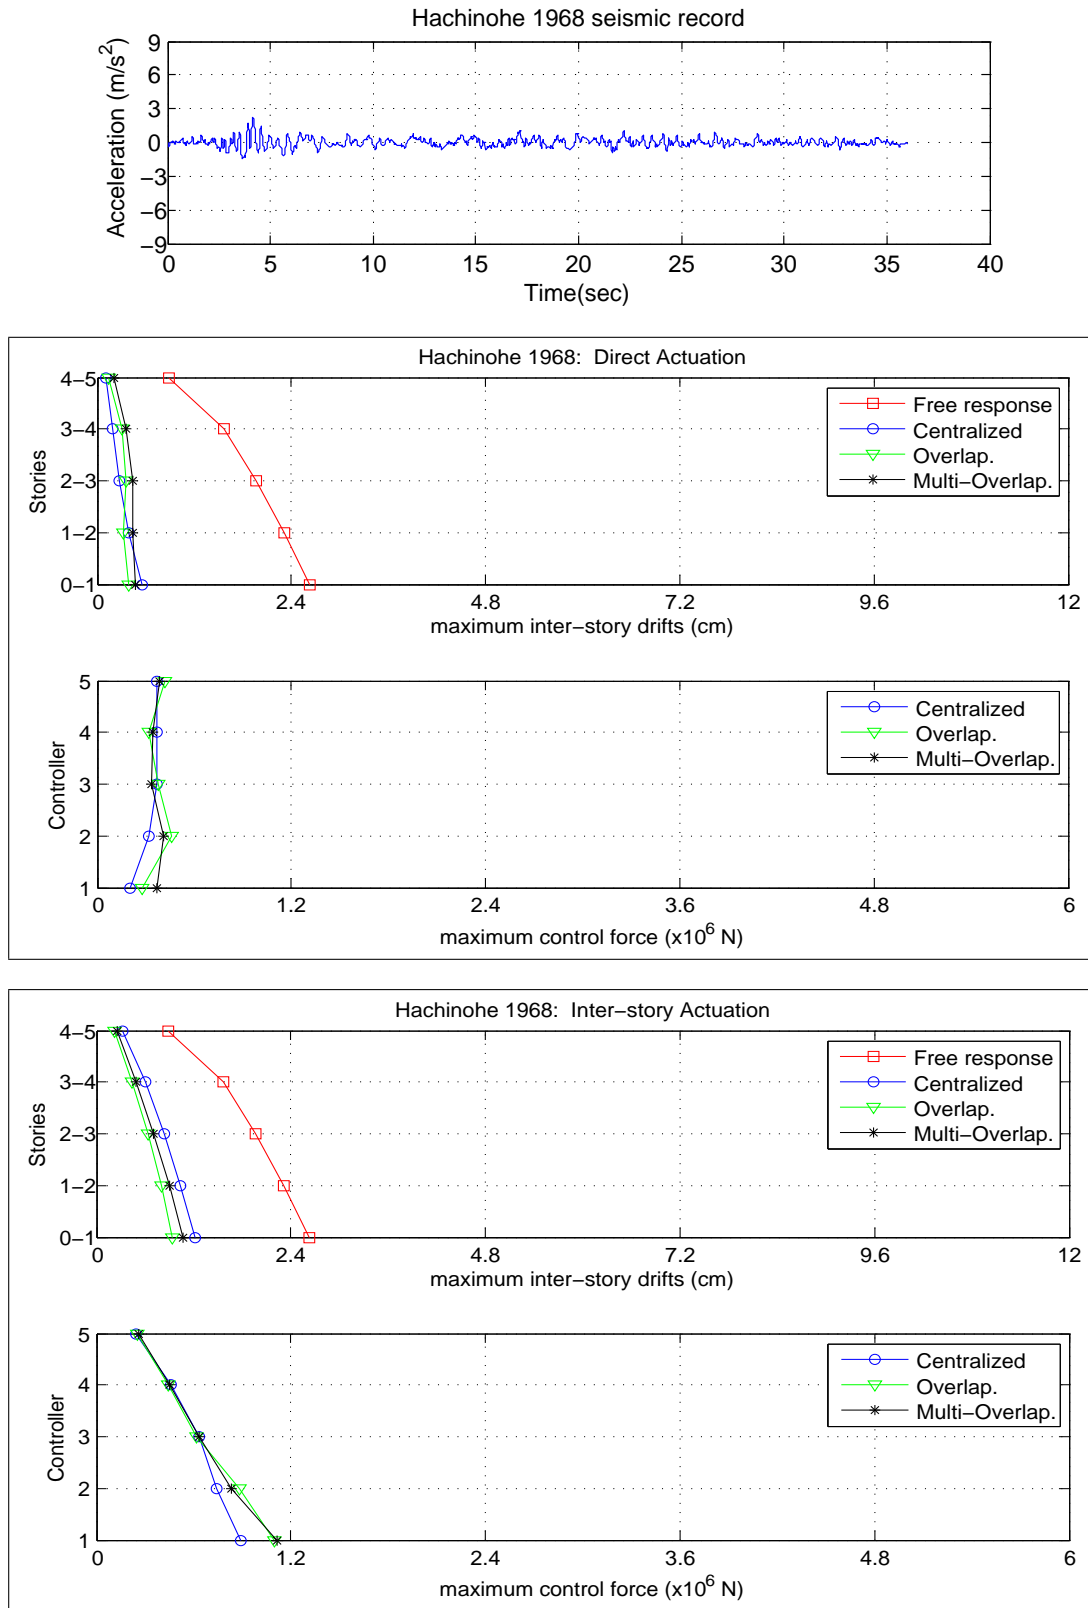 Hachinohe 1968 seismic record
Acceleration (m/s²)
9
6
3
0
−3
−6
−9
0 5 10 15 20 25 30 35 40
Time(sec)
Hachinohe 1968: Direct Actuation
Stories
4−5
3−4
2−3
1−2
0−1
Free response
Centralized
Overlap.
Multi−Overlap.
0 2.4 4.8 7.2 9.6 12
maximum inter−story drifts (cm)
Controller
5
4
3
2
1
Centralized
Overlap.
Multi−Overlap.
0 1.2 2.4 3.6 4.8 6
maximum control force (x10⁶ N)
Hachinohe 1968: Inter−story Actuation
Stories
4−5
3−4
2−3
1−2
0−1
Free response
Centralized
Overlap.
Multi−Overlap.
0 2.4 4.8 7.2 9.6 12
maximum inter−story drifts (cm)
Controller
5
4
3
2
1
Centralized
Overlap.
Multi−Overlap.
0 1.2 2.4 3.6 4.8 6
maximum control force (x10⁶ N)